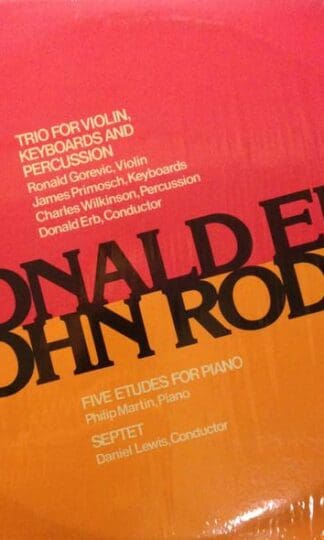 TRIO FOR VIOLIN,
KEYBOARDS AND
PERCUSSION
Ronald Gorevic, Violin
James Primosch, Keyboards
Charles Wilkinson, Percussion
Donald Erb, Conductor
ONALD E
OHN ROD
FIVE ETUDES FOR PIANO
Philip Martin, Piano
SEPTET
Daniel Lewis, Conductor